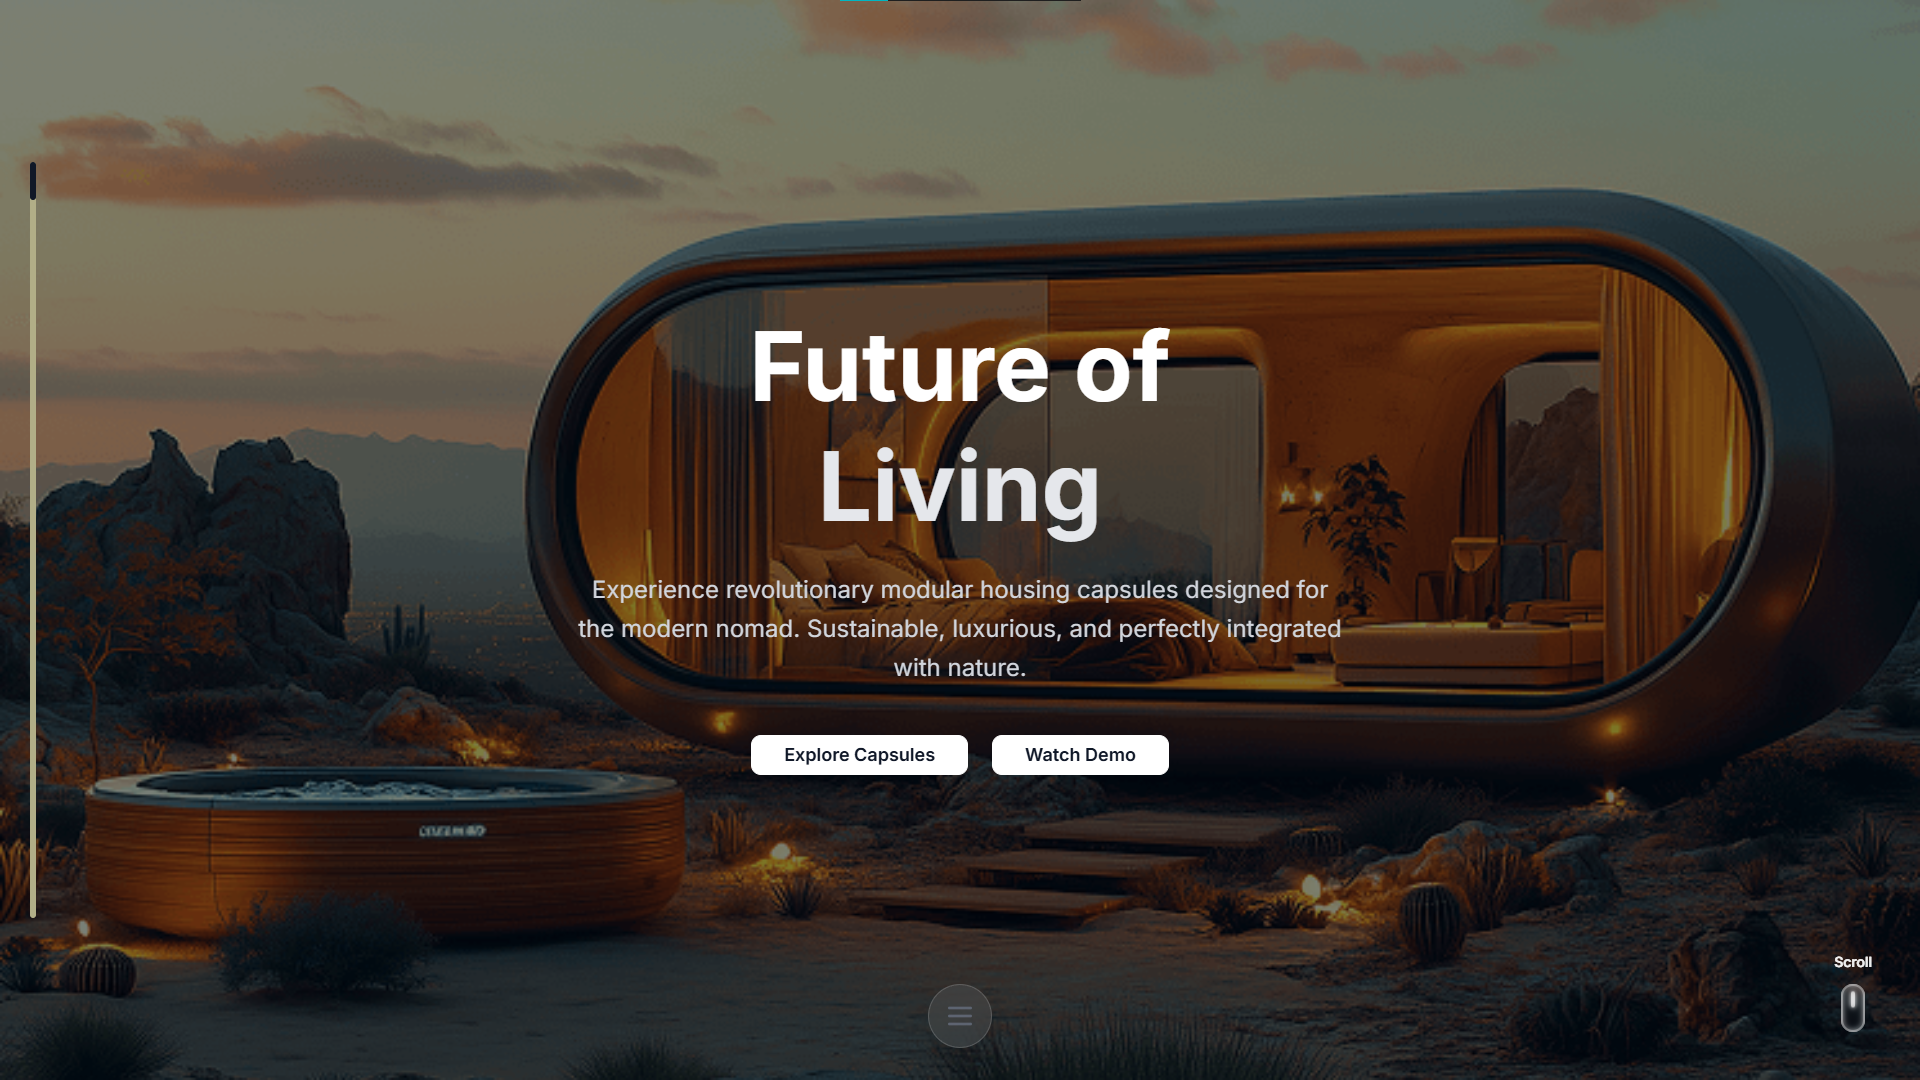 Future of
Living
Experience revolutionary modular housing capsules designed for
the modern nomad. Sustainable, luxurious, and perfectly integrated
with nature.
Explore Capsules
Watch Demo
Scroll